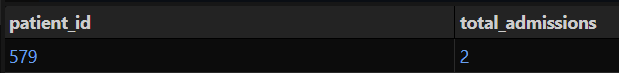 patient_id total_admissions
579 2